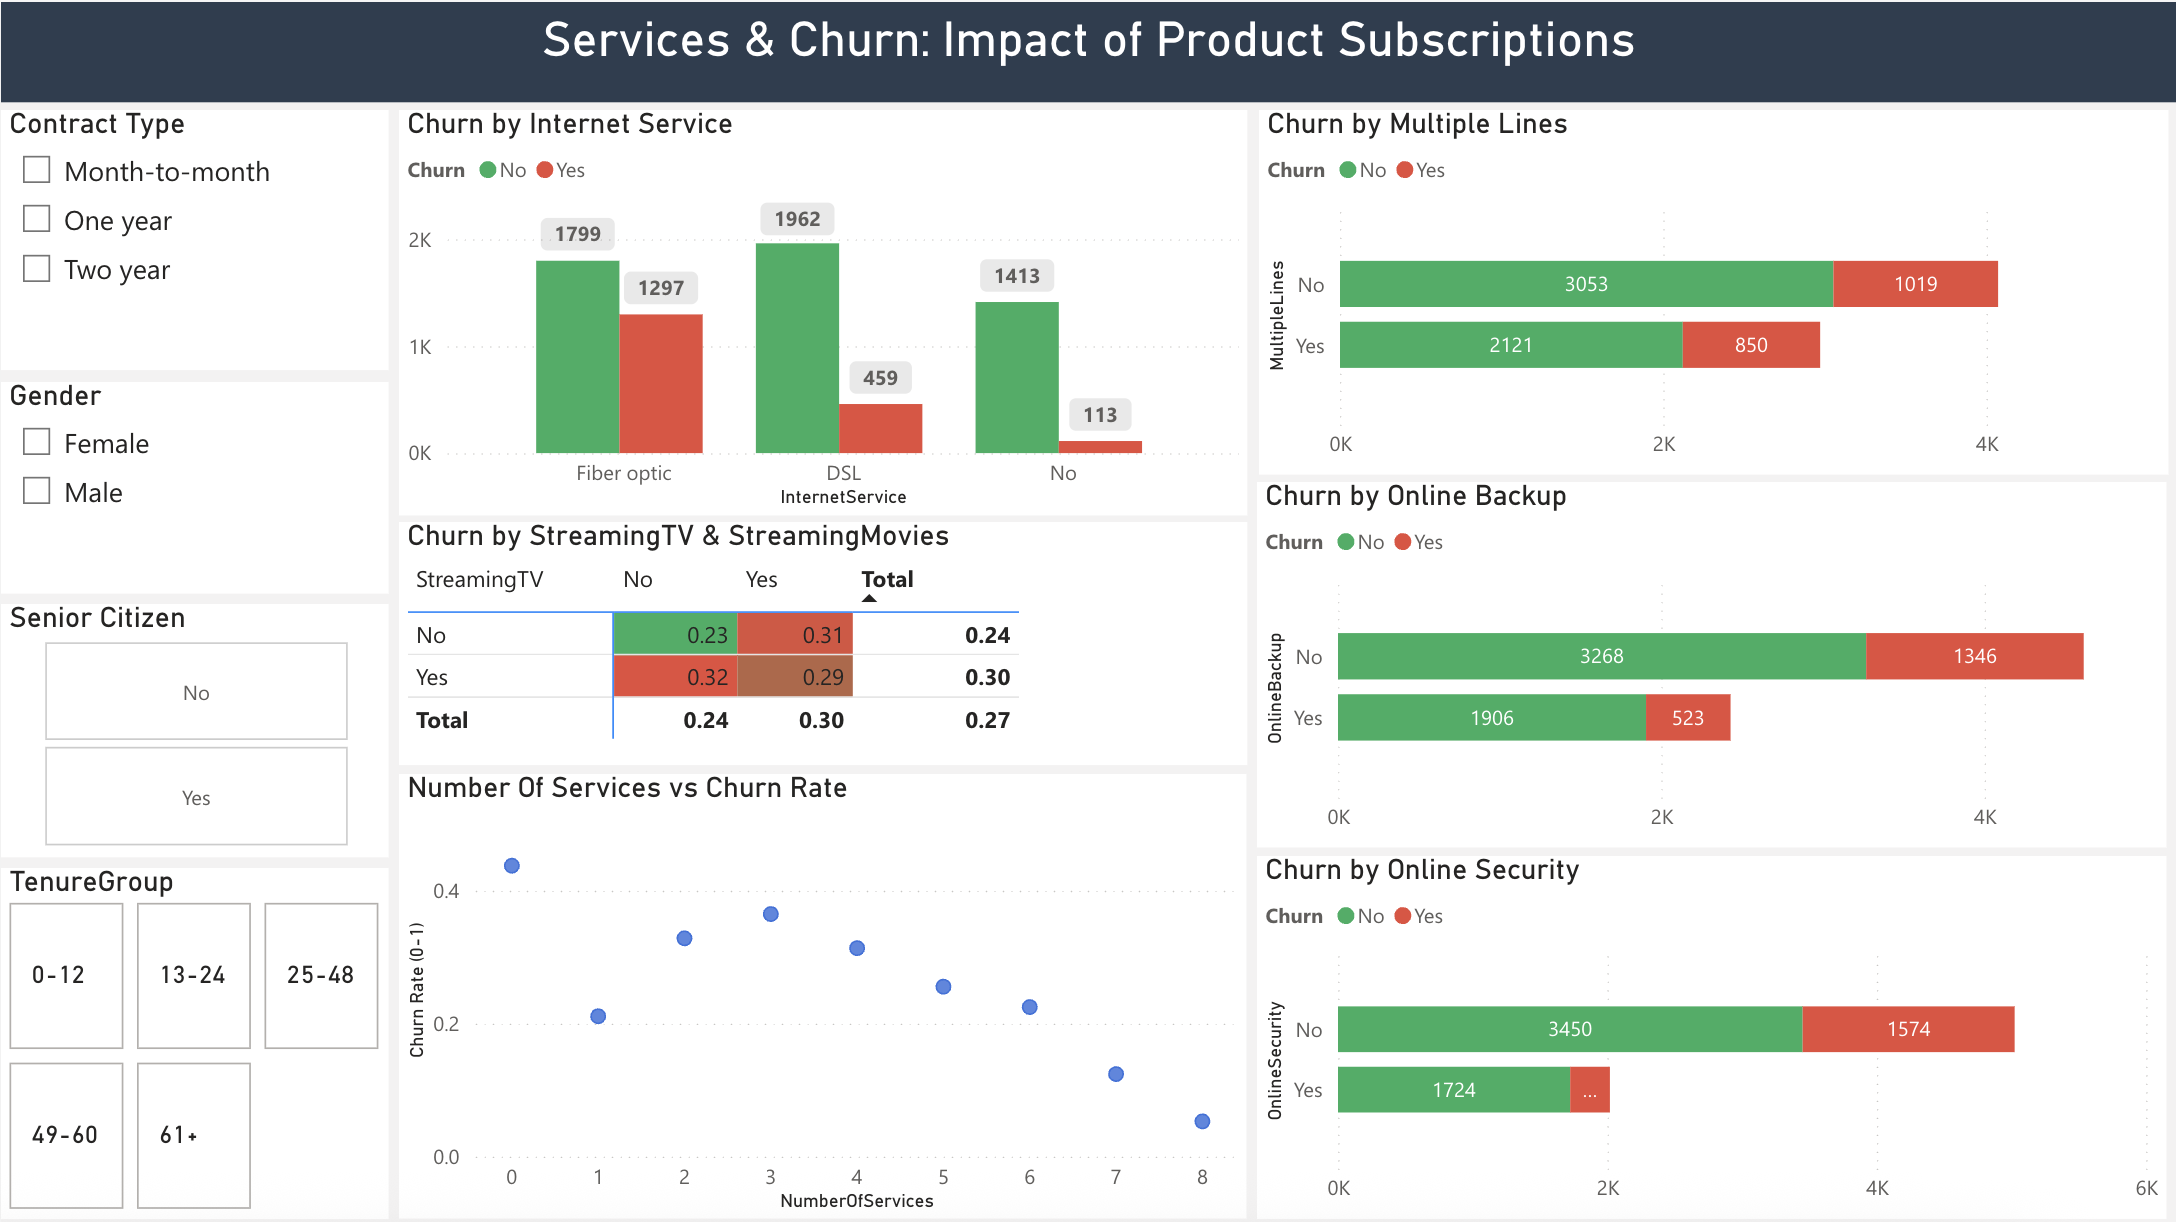 Services & Churn: Impact of Product Subscriptions
Contract Type
Month-to-month
One year
Two year
Gender
Female
Male
Senior Citizen
No
Yes
TenureGroup
0-12 13-24 25-48
49-60 61+
Churn by Internet Service
Churn No Yes
2K
1K
0K
1799
1297
1962
459
1413
113
Fiber optic DSL No
InternetService
Churn by StreamingTV & StreamingMovies
StreamingTV No Yes Total
No 0.23 0.31 0.24
Yes 0.32 0.29 0.30
Total 0.24 0.30 0.27
Number Of Services vs Churn Rate
Churn Rate (0-1)
0.4
0.2
0.0
0 1 2 3 4 5 6 7 8
NumberOfServices
Churn by Multiple Lines
Churn No Yes
MultipleLines
No 3053 1019
Yes 2121 850
0K 2K 4K
Churn by Online Backup
Churn No Yes
OnlineBackup
No 3268 1346
Yes 1906 523
0K 2K 4K
Churn by Online Security
Churn No Yes
OnlineSecurity
No 3450 1574
Yes 1724 ...
0K 2K 4K 6K